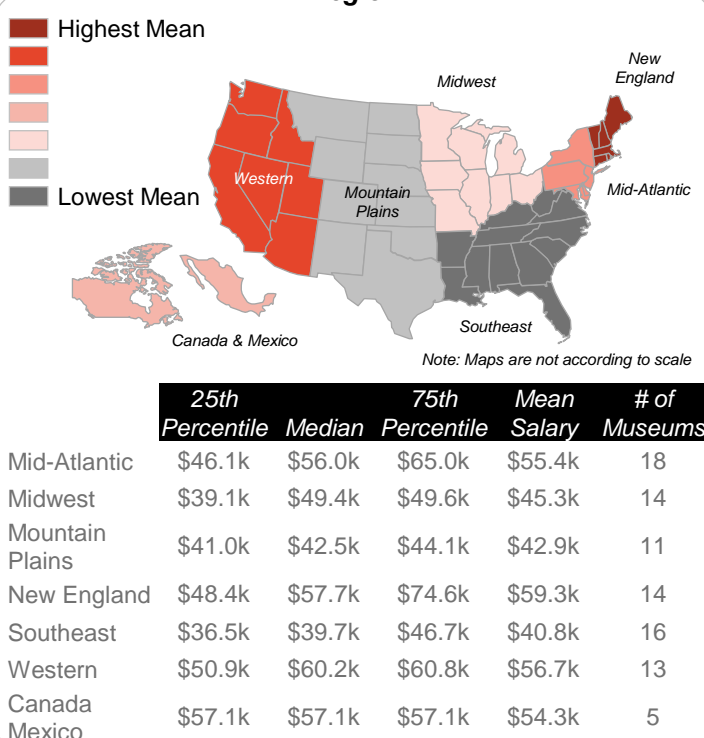 Highest Mean
New
England
Midwest
Western
Mid-Atlantic
Lowest Mean
Mountain
Plains
Southeast
Canada & Mexico
Note: Maps are not according to scale
25th Percentile Median 75th Percentile Mean Salary # of Museums
Mid-Atlantic $46.1k $56.0k $65.0k $55.4k 18
Midwest $39.1k $49.4k $49.6k $45.3k 14
Mountain Plains $41.0k $42.5k $44.1k $42.9k 11
New England $48.4k $57.7k $74.6k $59.3k 14
Southeast $36.5k $39.7k $46.7k $40.8k 16
Western $50.9k $60.2k $60.8k $56.7k 13
Canada Mexico $57.1k $57.1k $57.1k $54.3k 5